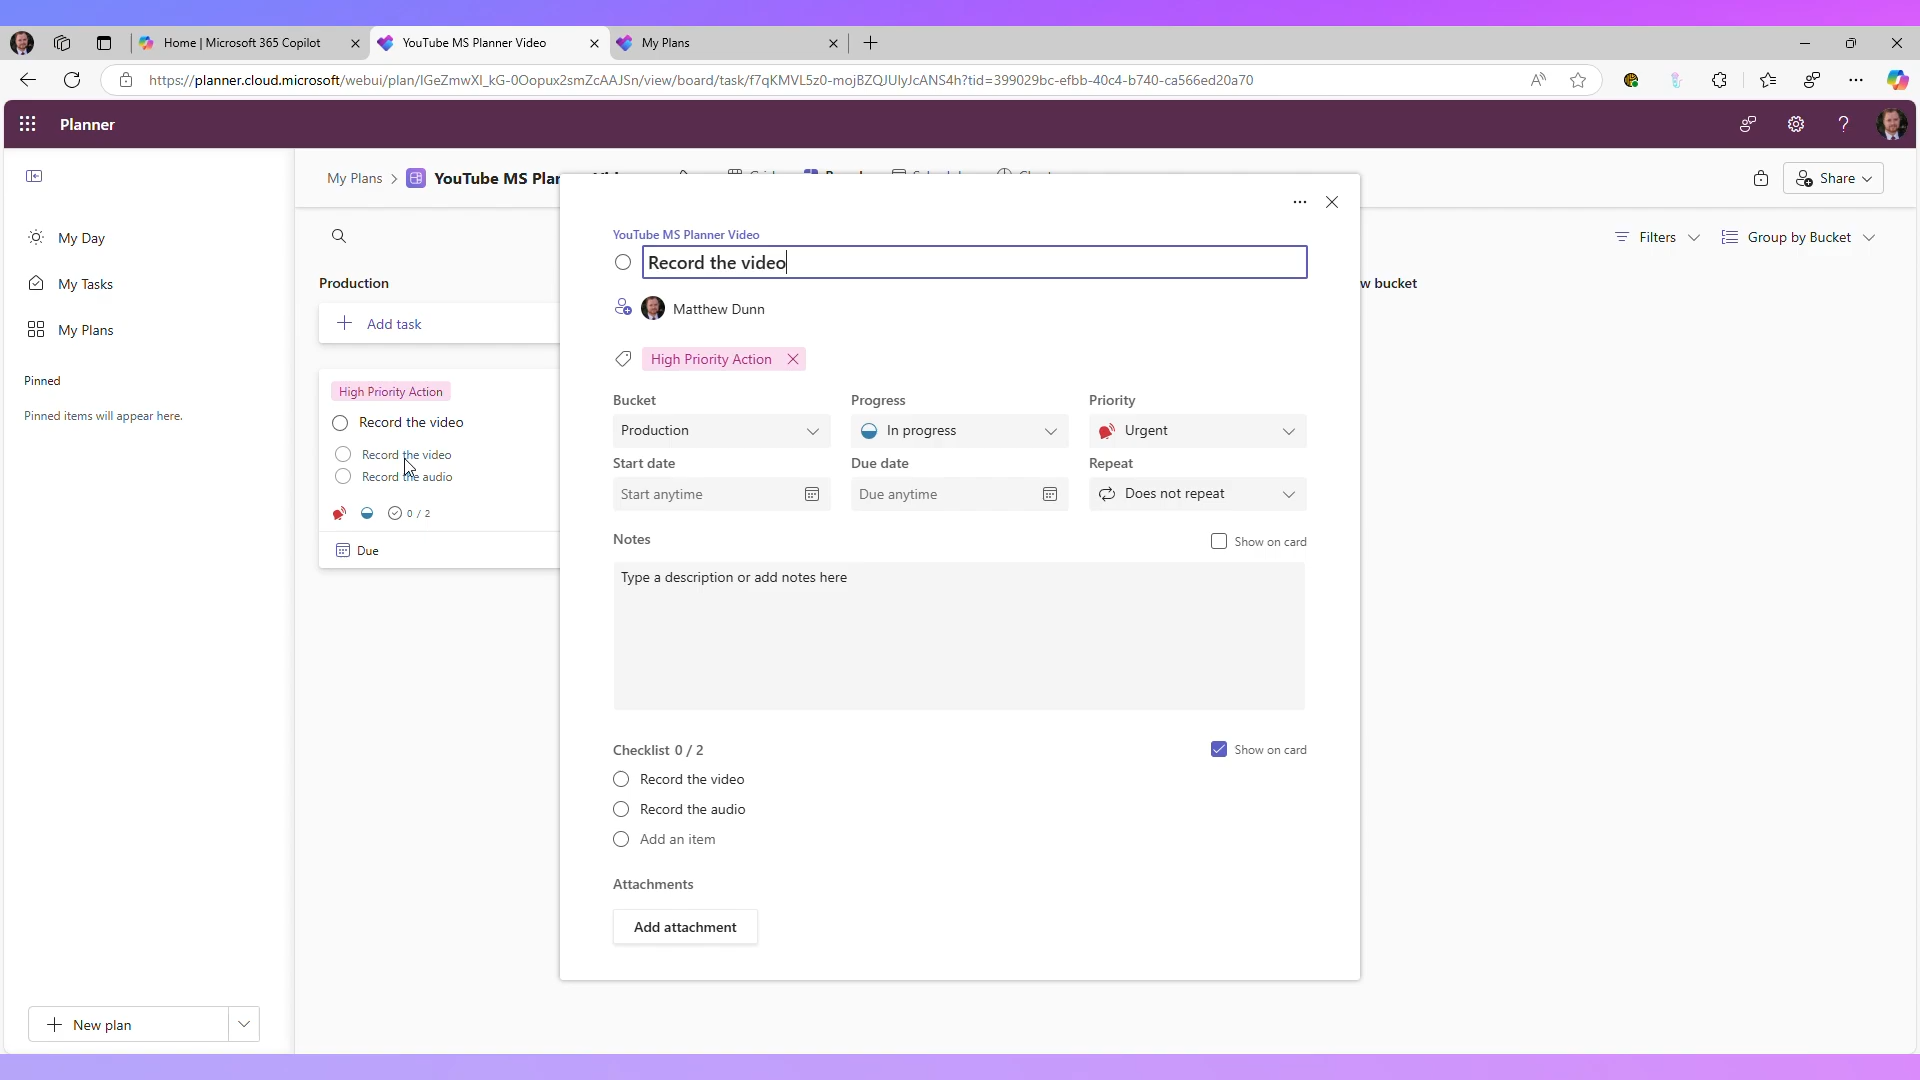 Home | Microsoft 365 Copilot
YouTube MS Planner Video
My Plans
https://planner.cloud.microsoft/webui/plan/IGeZmwXl_kG-0Oopux2smZcAAJSn/view/board/task/f7qKMVL5z0-mojBZQJUlyJcANS4h?tid=399029bc-efbb-40c4-b740-ca566ed20a70
Planner
My Plans
YouTube MS Plan
Share
My Day
My Tasks
My Plans
Pinned
Pinned items will appear here.
New plan
Filters
Group by Bucket
Production
w bucket
Add task
High Priority Action
Record the video
Record the video
Record the audio
0 / 2
Due
YouTube MS Planner Video
Record the video
Matthew Dunn
High Priority Action
Bucket
Progress
Priority
Production
In progress
Urgent
Start date
Due date
Repeat
Start anytime
Due anytime
Does not repeat
Notes
Show on card
Type a description or add notes here
Checklist 0 / 2
Show on card
Record the video
Record the audio
Add an item
Attachments
Add attachment